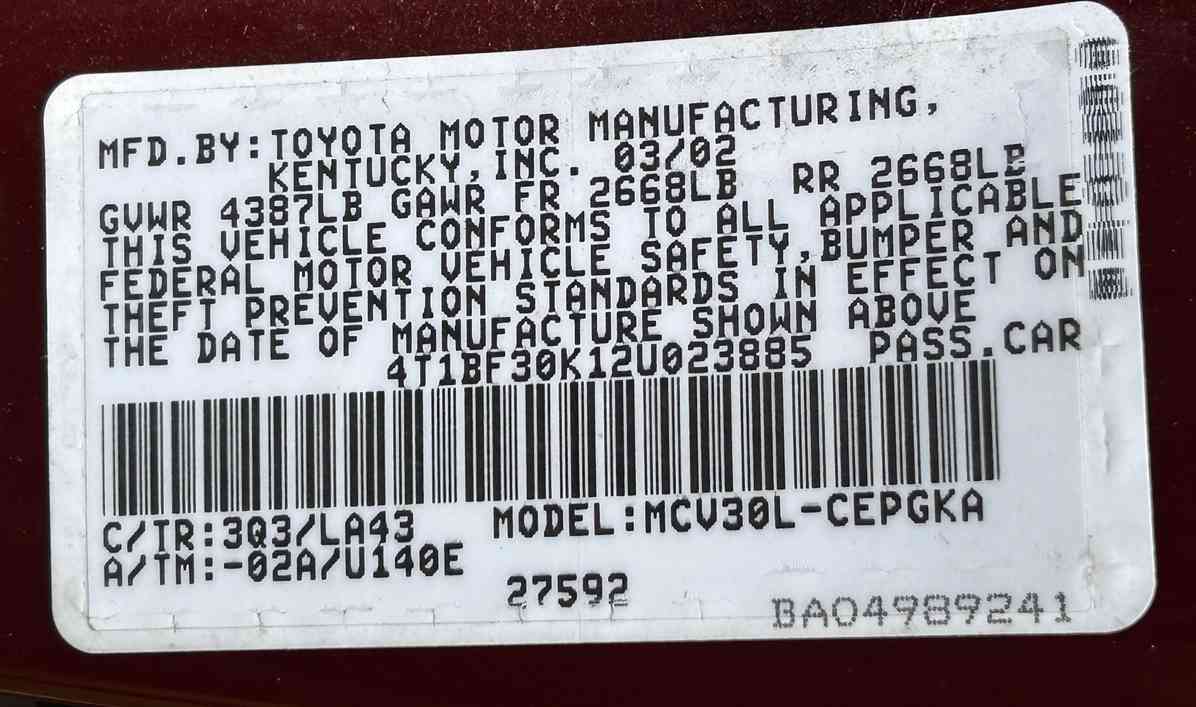 MFD.BY:TOYOTA MOTOR MANUFACTURING,
KENTUCKY,INC. 03/02
GVWR 4387LB GAWR FR 2668LB RR 2668LB
THIS VEHICLE CONFORMS TO ALL APPLICABLE
FEDERAL MOTOR VEHICLE SAFETY,BUMPER AND
THEFT PREVENTION STANDARDS IN EFFECT ON
THE DATE OF MANUFACTURE SHOWN ABOVE
4T1BF30K12U023885 PASS.CAR
C/TR:3Q3/LA43 MODEL:MCV30L-CEPGKA
A/TM:-02A/U140E
27592
BA04989241